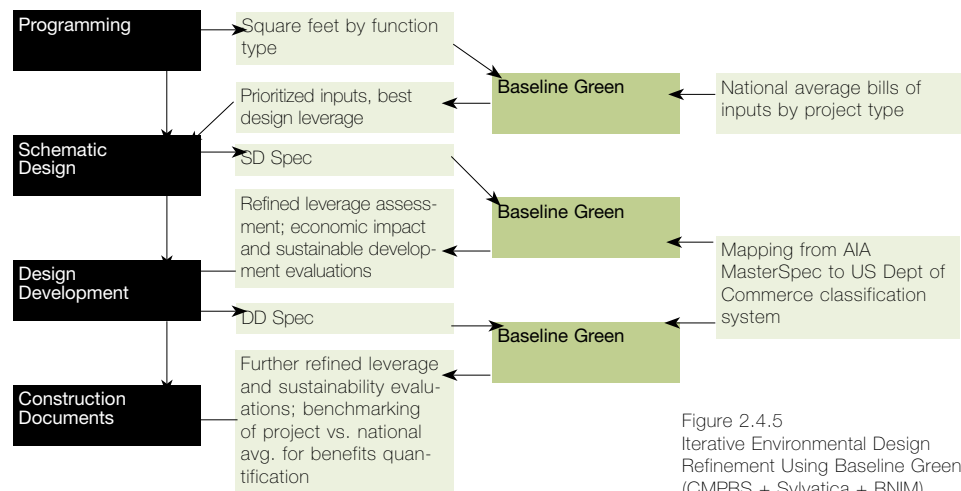 Programming
Square feet by function
type
Baseline Green
National average bills of
inputs by project type
Prioritized inputs, best
design leverage
Schematic
Design
SD Spec
Refined leverage assess-
ment; economic impact
and sustainable develop-
ment evaluations
Baseline Green
Mapping from AIA
MasterSpec to US Dept of
Commerce classification
system
Design
Development
DD Spec
Baseline Green
Further refined leverage
and sustainability evalu-
ations; benchmarking
of project vs. national
avg. for benefits quan-
tification
Construction
Documents
Figure 2.4.5
Iterative Environmental Design
Refinement Using Baseline Green
(CMPBS + Sylvatica + BNIM)